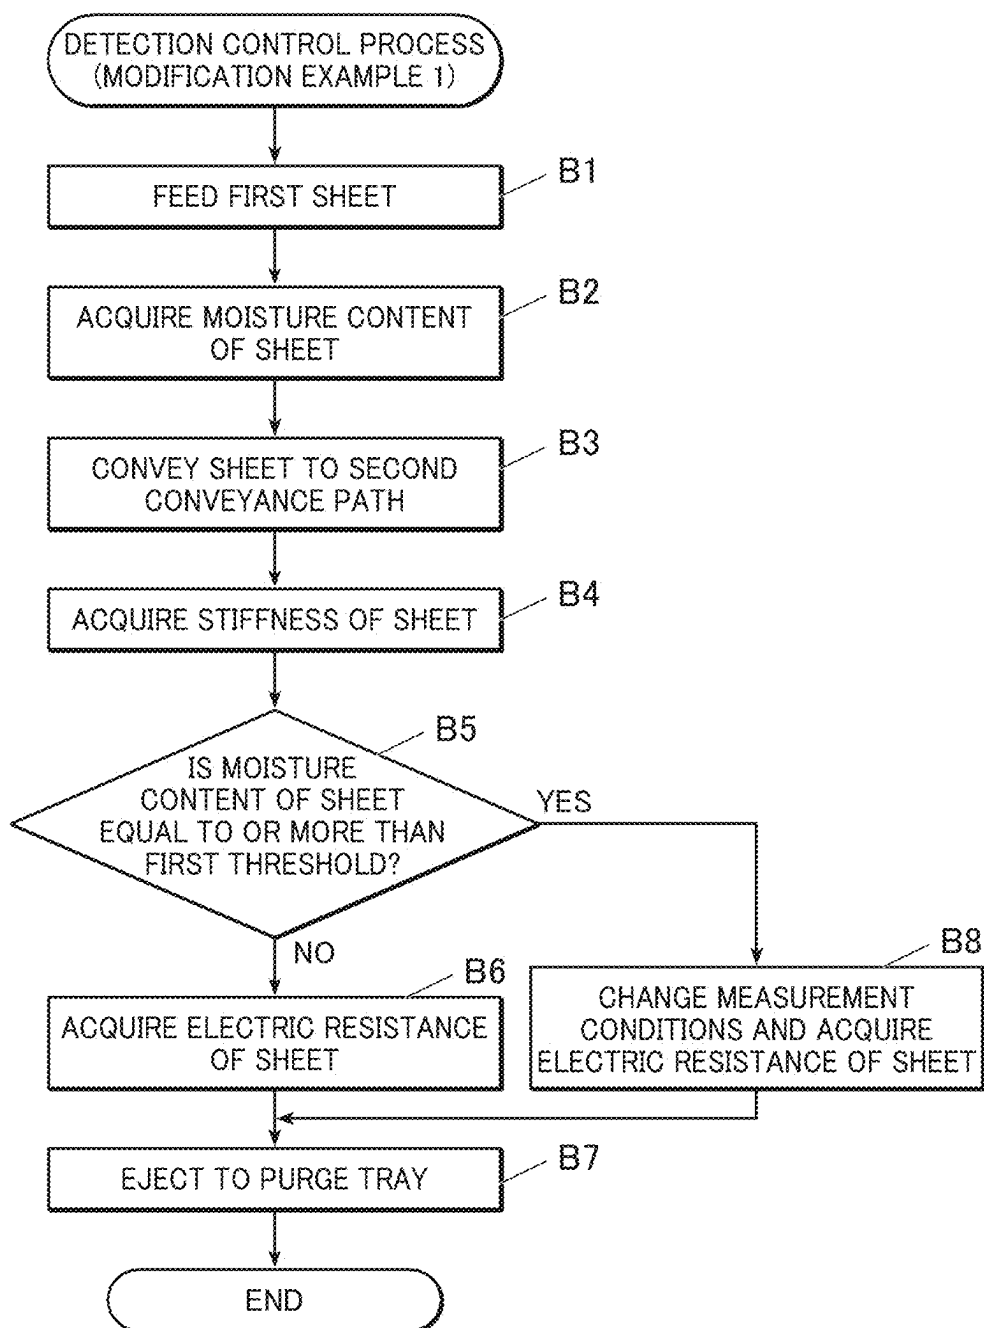 DETECTION CONTROL PROCESS
(MODIFICATION EXAMPLE 1)
B1
FEED FIRST SHEET
B2
ACQUIRE MOISTURE CONTENT
OF SHEET
B3
CONVEY SHEET TO SECOND
CONVEYANCE PATH
B4
ACQUIRE STIFFNESS OF SHEET
B5
IS MOISTURE
CONTENT OF SHEET
EQUAL TO OR MORE THAN
FIRST THRESHOLD?
YES
NO
B6
ACQUIRE ELECTRIC RESISTANCE
OF SHEET
B8
CHANGE MEASUREMENT
CONDITIONS AND ACQUIRE
ELECTRIC RESISTANCE OF SHEET
B7
EJECT TO PURGE TRAY
END